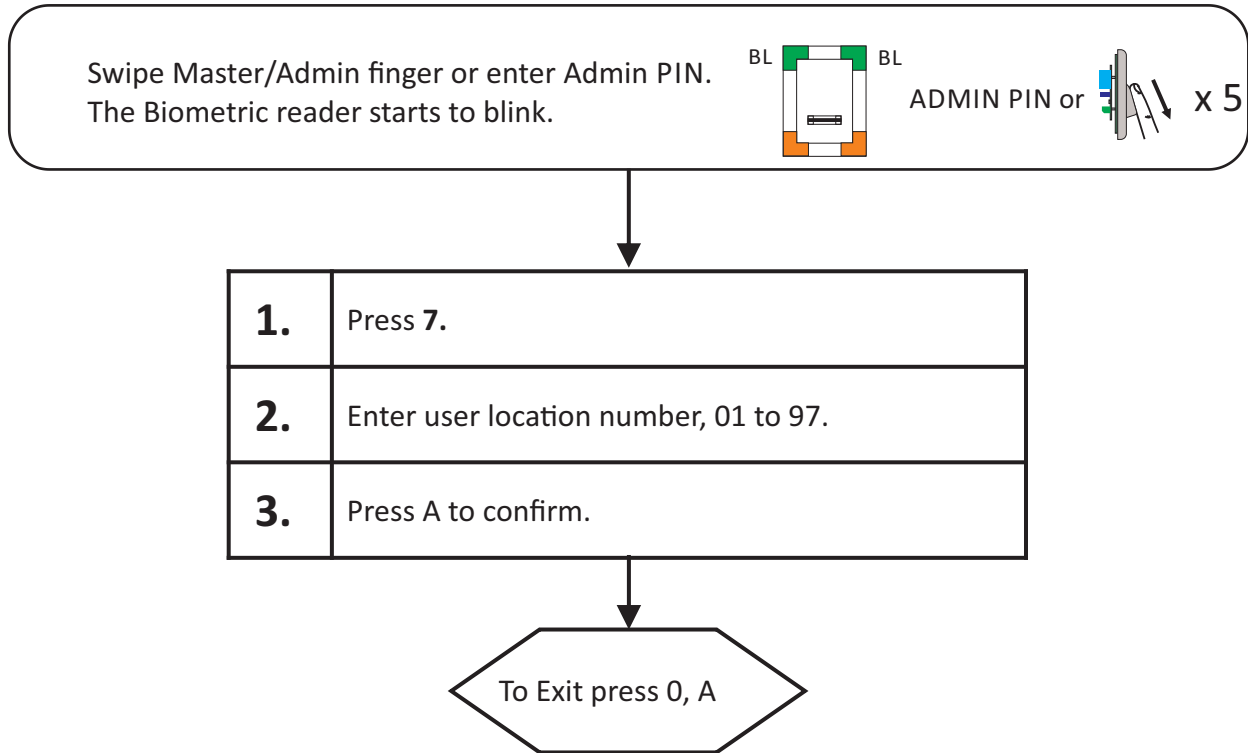 Swipe Master/Admin finger or enter Admin PIN.
The Biometric reader starts to blink.
BL
BL
ADMIN PIN or
x 5
1.
Press 7.
2.
Enter user location number, 01 to 97.
3.
Press A to confirm.
To Exit press 0, A